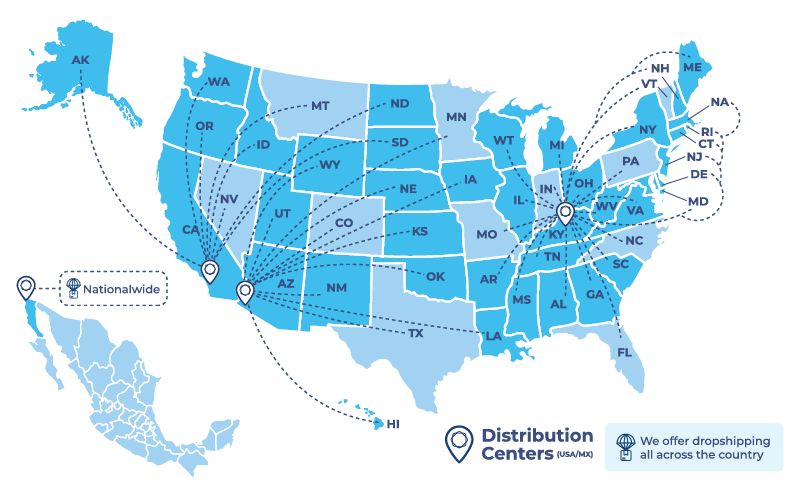 AK
WA
MT
ND
MN
OR
ID
SD
WY
WT
MI
VT
NH
ME
NA
NY
RI
CT
NJ
PA
DE
MD
NV
UT
CO
NE
IA
IL
IN
OH
WV
VA
CA
KS
MO
KY
NC
TN
SC
AZ
NM
OK
AR
MS
AL
GA
TX
LA
FL
HI
Nationalwide
Distribution
Centers (USA/MX)
We offer dropshipping
all across the country